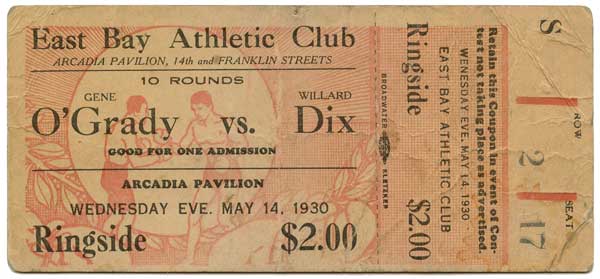 East Bay Athletic Club
ARCADIA PAVILION, 14th and FRANKLIN STREETS
10 ROUNDS
GENE
WILLARD
O'Grady vs. Dix
GOOD FOR ONE ADMISSION
ARCADIA PAVILION
WEDNESDAY EVE. MAY 14, 1930
Ringside $2.00
BROADWATER
KLETZKER
Ringside $2.00
EAST BAY ATHLETIC CLUB
WENESDAY EVE. MAY 14, 1930
Retain this Coupon in event of Con-
test not taking place as advertised.
S
ROW
2
SEAT
17